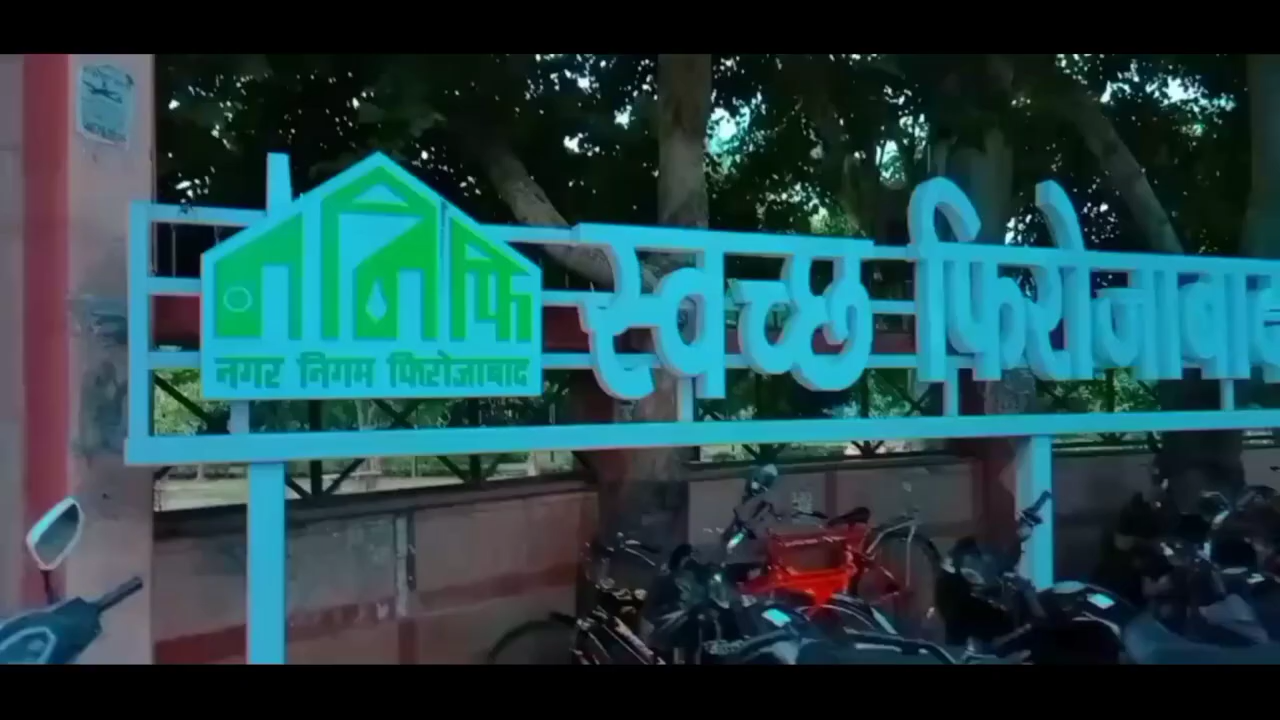 न नि फि
नगर निगम फिरोजाबाद
स्वच्छ फिरोजाबाद